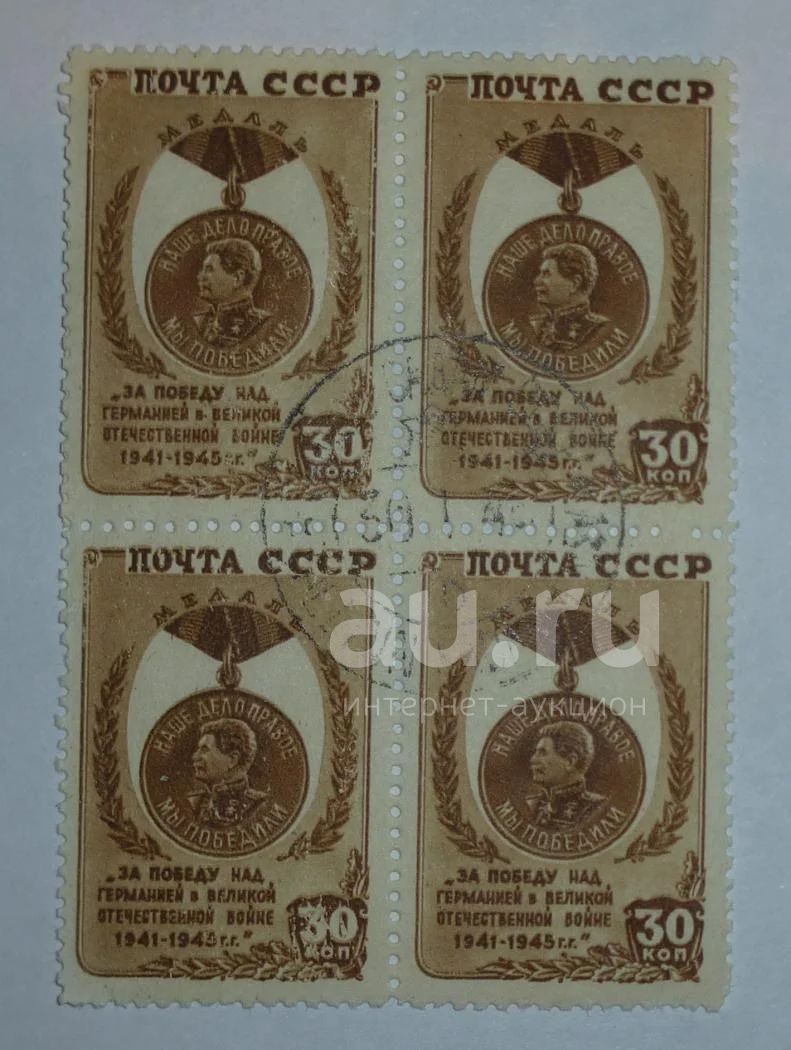 ПОЧТА СССР
МЕДАЛЬ
НАШЕ ДЕЛО ПРАВОЕ
МЫ ПОБЕДИЛИ
„ЗА ПОБЕДУ НАД
ГЕРМАНИЕЙ В ВЕЛИКОЙ
ОТЕЧЕСТВЕННОЙ ВОЙНЕ
1941-1945 г.г."
30
КОП
ПОЧТА СССР
МЕДАЛЬ
НАШЕ ДЕЛО ПРАВОЕ
МЫ ПОБЕДИЛИ
„ЗА ПОБЕДУ НАД
ГЕРМАНИЕЙ В ВЕЛИКОЙ
ОТЕЧЕСТВЕННОЙ ВОЙНЕ
1941-1945 г.г."
30
КОП
ПОЧТА СССР
МЕДАЛЬ
НАШЕ ДЕЛО ПРАВОЕ
МЫ ПОБЕДИЛИ
„ЗА ПОБЕДУ НАД
ГЕРМАНИЕЙ В ВЕЛИКОЙ
ОТЕЧЕСТВЕННОЙ ВОЙНЕ
1941-1945 г.г."
30
КОП
ПОЧТА СССР
МЕДАЛЬ
НАШЕ ДЕЛО ПРАВОЕ
МЫ ПОБЕДИЛИ
„ЗА ПОБЕДУ НАД
ГЕРМАНИЕЙ В ВЕЛИКОЙ
ОТЕЧЕСТВЕННОЙ ВОЙНЕ
1941-1945 г.г."
30
КОП
au.ru
интернет-аукцион